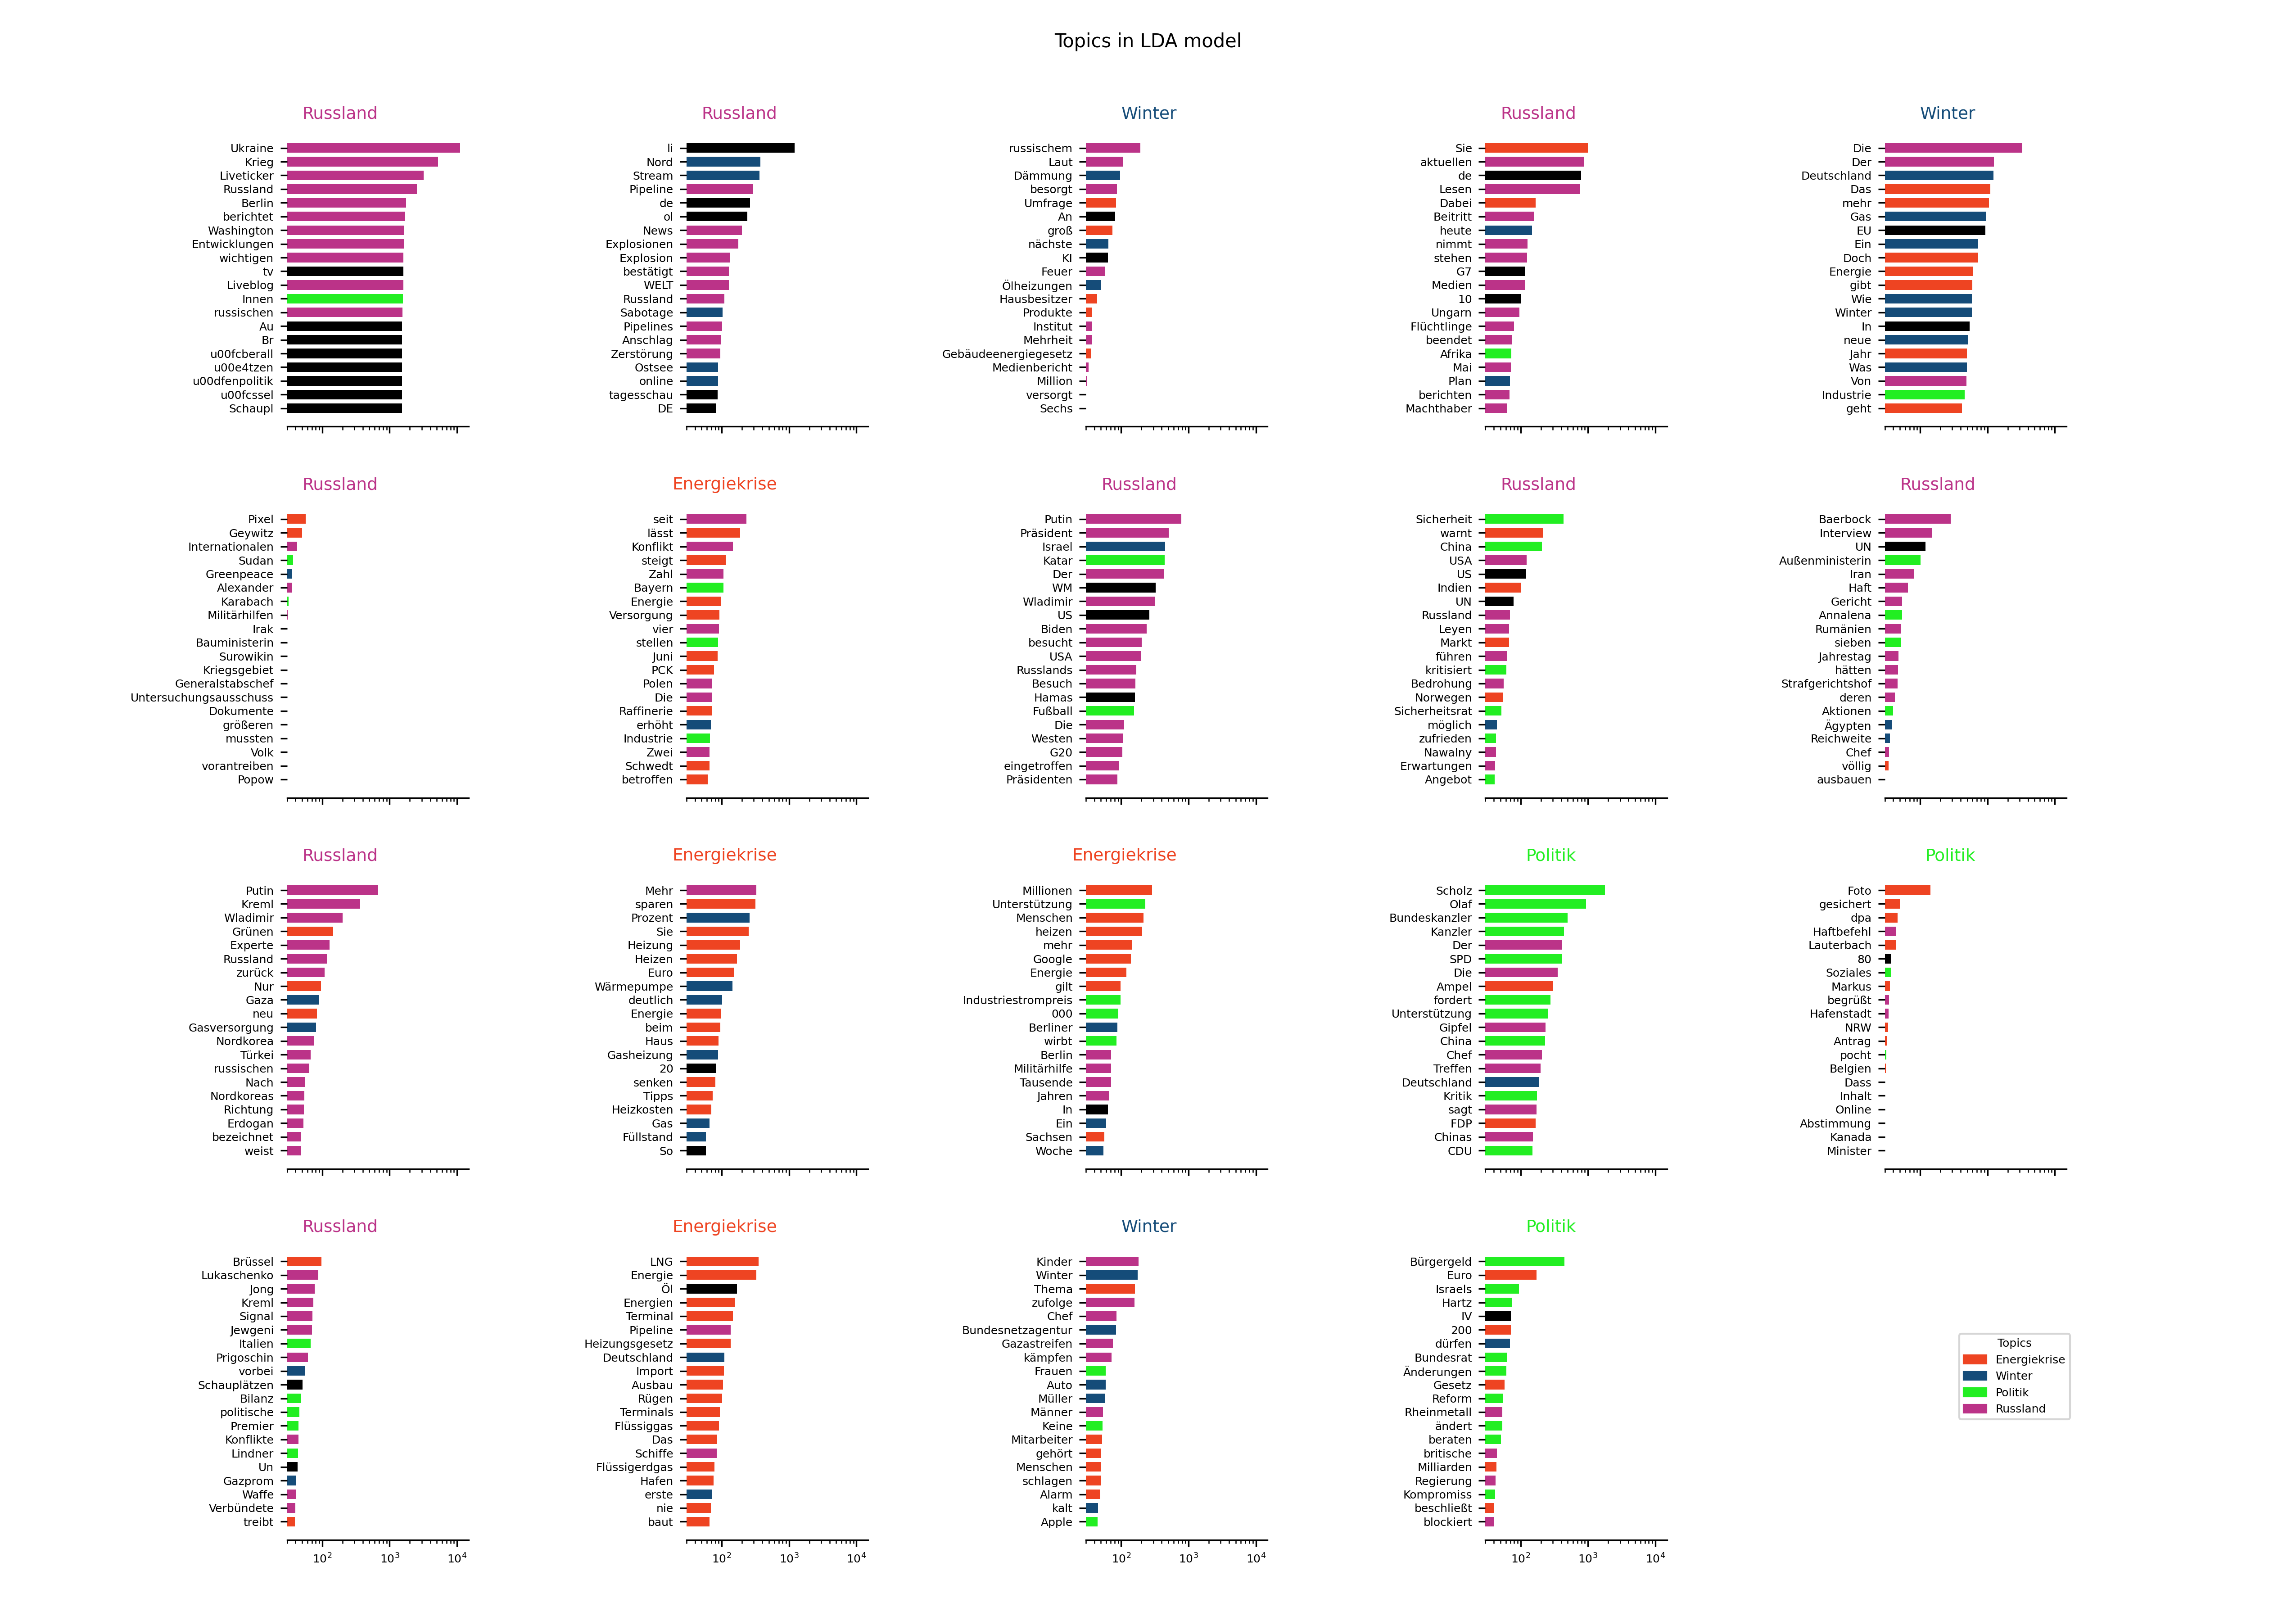 Topics in LDA model
Russland
Ukraine
Krieg
Liveticker
Russland
Berlin
berichtet
Washington
Entwicklungen
wichtigen
tv
Liveblog
Innen
russischen
Au
Br
u00fcberall
u00e4tzen
u00dfenpolitik
u00fcssel
Schaupl
Russland
li
Nord
Stream
Pipeline
de
ol
News
Explosionen
Explosion
bestätigt
WELT
Russland
Sabotage
Pipelines
Anschlag
Zerstörung
Ostsee
online
tagesschau
DE
Winter
russischem
Laut
Dämmung
besorgt
Umfrage
An
groß
nächste
KI
Feuer
Ölheizungen
Hausbesitzer
Produkte
Institut
Mehrheit
Gebäudeenergiegesetz
Medienbericht
Million
versorgt
Sechs
Russland
Sie
aktuellen
de
Lesen
Dabei
Beitritt
heute
nimmt
stehen
G7
Medien
10
Ungarn
Flüchtlinge
beendet
Afrika
Mai
Plan
berichten
Machthaber
Winter
Die
Der
Deutschland
Das
mehr
Gas
EU
Ein
Doch
Energie
gibt
Wie
Winter
In
neue
Jahr
Was
Von
Industrie
geht
Russland
Pixel
Geywitz
Internationalen
Sudan
Greenpeace
Alexander
Karabach
Militärhilfen
Irak
Bauministerin
Surowikin
Kriegsgebiet
Generalstabschef
Untersuchungsausschuss
Dokumente
größeren
mussten
Volk
vorantreiben
Popow
Energiekrise
seit
lässt
Konflikt
steigt
Zahl
Bayern
Energie
Versorgung
vier
stellen
Juni
PCK
Polen
Die
Raffinerie
erhöht
Industrie
Zwei
Schwedt
betroffen
Russland
Putin
Präsident
Israel
Katar
Der
WM
Wladimir
US
Biden
besucht
USA
Russlands
Besuch
Hamas
Fußball
Die
Westen
G20
eingetroffen
Präsidenten
Russland
Sicherheit
warnt
China
USA
US
Indien
UN
Russland
Leyen
Markt
führen
kritisiert
Bedrohung
Norwegen
Sicherheitsrat
möglich
zufrieden
Nawalny
Erwartungen
Angebot
Russland
Baerbock
Interview
UN
Außenministerin
Iran
Haft
Gericht
Annalena
Rumänien
sieben
Jahrestag
hätten
Strafgerichtshof
deren
Aktionen
Ägypten
Reichweite
Chef
völlig
ausbauen
Russland
Putin
Kreml
Wladimir
Grünen
Experte
Russland
zurück
Nur
Gaza
neu
Gasversorgung
Nordkorea
Türkei
russischen
Nach
Nordkoreas
Richtung
Erdogan
bezeichnet
weist
Energiekrise
Mehr
sparen
Prozent
Sie
Heizung
Heizen
Euro
Wärmepumpe
deutlich
Energie
beim
Haus
Gasheizung
20
senken
Tipps
Heizkosten
Gas
Füllstand
So
Energiekrise
Millionen
Unterstützung
Menschen
heizen
mehr
Google
Energie
gilt
Industriestrompreis
000
Berliner
wirbt
Berlin
Militärhilfe
Tausende
Jahren
In
Ein
Sachsen
Woche
Politik
Scholz
Olaf
Bundeskanzler
Kanzler
Der
SPD
Die
Ampel
fordert
Unterstützung
Gipfel
China
Chef
Treffen
Deutschland
Kritik
sagt
FDP
Chinas
CDU
Politik
Foto
gesichert
dpa
Haftbefehl
Lauterbach
80
Soziales
Markus
begrüßt
Hafenstadt
NRW
Antrag
pocht
Belgien
Dass
Inhalt
Online
Abstimmung
Kanada
Minister
Russland
Brüssel
Lukaschenko
Jong
Kreml
Signal
Jewgeni
Italien
Prigoschin
vorbei
Schauplätzen
Bilanz
politische
Premier
Konflikte
Lindner
Un
Gazprom
Waffe
Verbündete
treibt
10² 10³ 10⁴
Energiekrise
LNG
Energie
Öl
Energien
Terminal
Pipeline
Heizungsgesetz
Deutschland
Import
Ausbau
Rügen
Terminals
Flüssiggas
Das
Schiffe
Flüssigerdgas
Hafen
erste
nie
baut
10² 10³ 10⁴
Winter
Kinder
Winter
Thema
zufolge
Chef
Bundesnetzagentur
Gazastreifen
kämpfen
Frauen
Auto
Müller
Männer
Keine
Mitarbeiter
gehört
Menschen
schlagen
Alarm
kalt
Apple
10² 10³ 10⁴
Politik
Bürgergeld
Euro
Israels
Hartz
IV
200
dürfen
Bundesrat
Änderungen
Gesetz
Reform
Rheinmetall
ändert
beraten
britische
Milliarden
Regierung
Kompromiss
beschließt
blockiert
10² 10³ 10⁴
Topics
Energiekrise
Winter
Politik
Russland